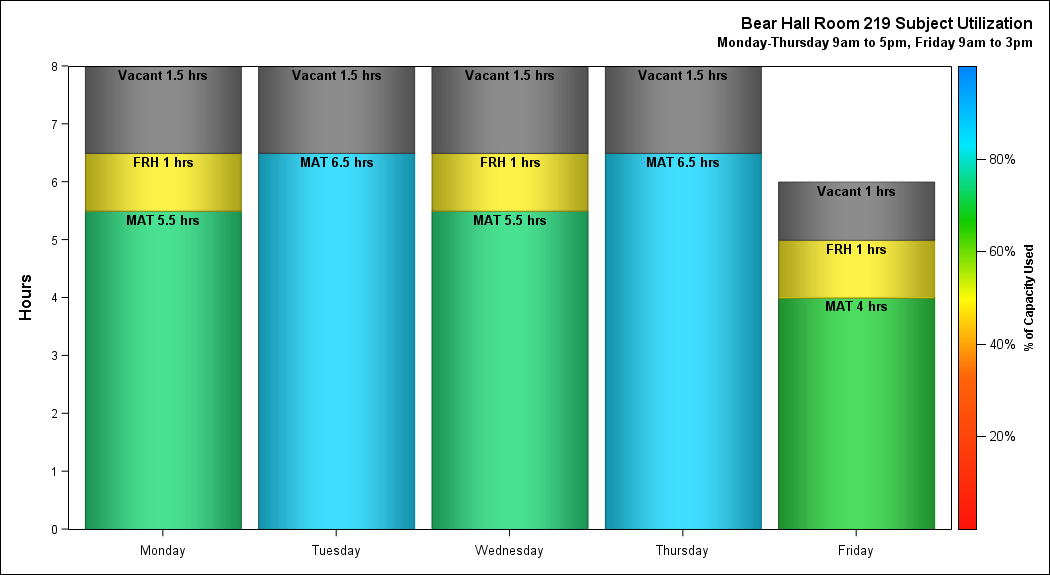 Bear Hall Room 219 Subject Utilization
Monday-Thursday 9am to 5pm, Friday 9am to 3pm
Hours
8
7
6
5
4
3
2
1
0
Vacant 1.5 hrs
FRH 1 hrs
MAT 5.5 hrs
Vacant 1.5 hrs
MAT 6.5 hrs
Vacant 1.5 hrs
FRH 1 hrs
MAT 5.5 hrs
Vacant 1.5 hrs
MAT 6.5 hrs
Vacant 1 hrs
FRH 1 hrs
MAT 4 hrs
Monday
Tuesday
Wednesday
Thursday
Friday
80%
60%
40%
20%
% of Capacity Used